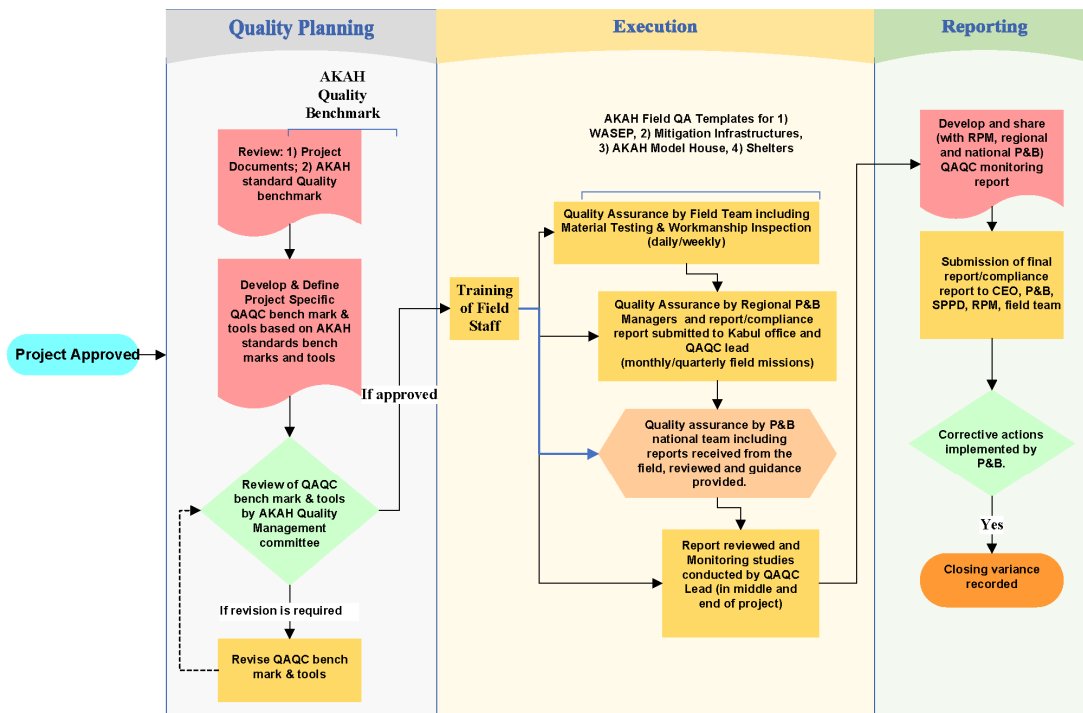 Quality Planning
Execution
Reporting
AKAH
Quality
Benchmark
Review: 1) Project
Documents; 2) AKAH
standard Quality
benchmark
Develop & Define
Project Specific
QAQC bench mark &
tools based on AKAH
standards bench
marks and tools
Project Approved
If approved
Review of QAQC
bench mark & tools
by AKAH Quality
Management
committee
If revision is required
Revise QAQC bench
mark & tools
Training
of Field
Staff
AKAH Field QA Templates for 1)
WASEP, 2) Mitigation Infrastructures,
3) AKAH Model House, 4) Shelters
Quality Assurance by Field Team including
Material Testing & Workmanship Inspection
(daily/weekly)
Quality Assurance by Regional P&B
Managers and report/compliance
report submitted to Kabul office and
QAQC lead
(monthly/quarterly field missions)
Quality assurance by P&B
national team including
reports received from the
field, reviewed and guidance
provided.
Report reviewed and
Monitoring studies
conducted by QAQC
Lead (in middle and
end of project)
Develop and share
(with RPM, regional
and national P&B)
QAQC monitoring
report
Submission of final
report/compliance
report to CEO, P&B,
SPPD, RPM, field team
Corrective actions
implemented by
P&B.
Yes
Closing variance
recorded